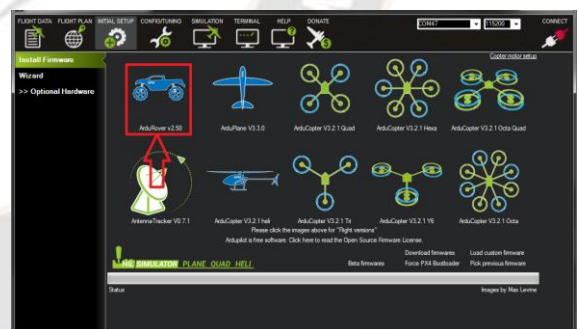 FLIGHT DATA FLIGHT PLAN INITIAL SETUP CONFIG/TUNING SIMULATION TERMINAL HELP DONATE COM67 115200 CONNECT
Install Firmware
Wizard
>> Optional Hardware
Copter motor setup
ArduRover v2.50 ArduPlane V3.3.0 ArduCopter V3.2.1 Quad ArduCopter V3.2.1 Hexa ArduCopter V3.2.1 Octa Quad
AntennaTracker V0.7.1 ArduCopter V3.2.1 heli ArduCopter V3.2.1 Tri ArduCopter V3.2.1 Y6 ArduCopter V3.2.1 Octa
Please click the images above for "Flight versions"
Ardupilot is free software. Click here to read the Open Source Firmware License.
Download firmwares Load custom firmware
HIL SIMULATOR PLANE QUAD HELI Beta firmwares Force PX4 Bootloader Pick previous firmware
Status Images by Max Levine